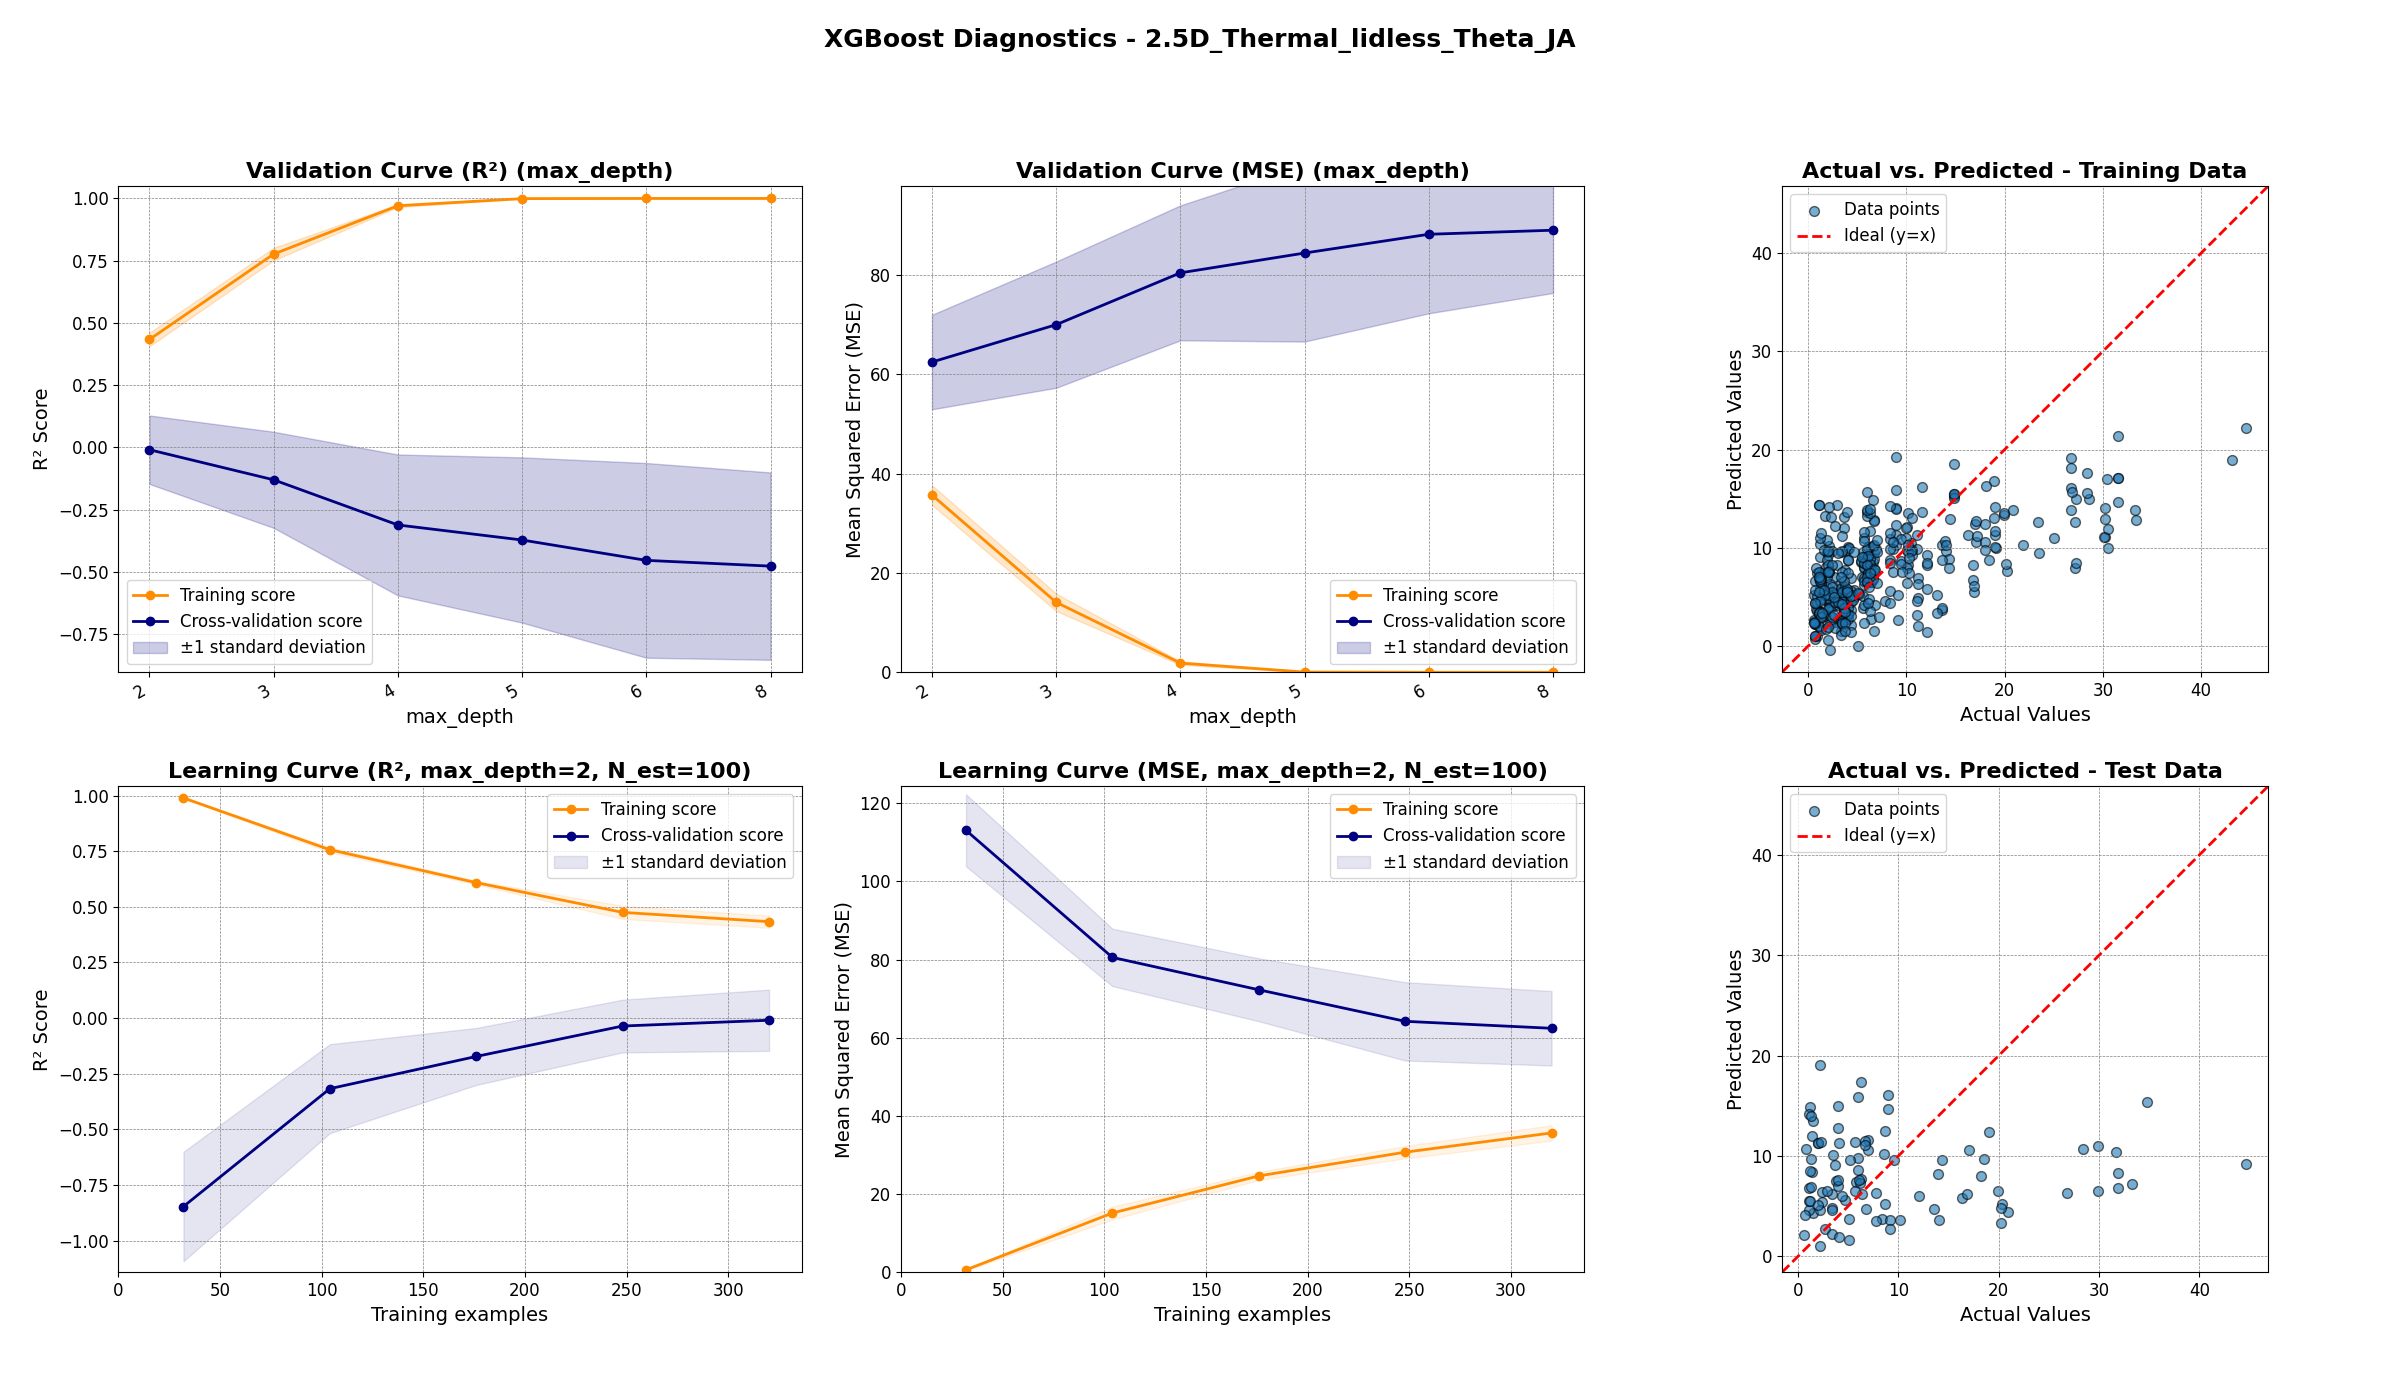 XGBoost Diagnostics - 2.5D_Thermal_lidless_Theta_JA
Validation Curve (R²) (max_depth)
R² Score
1.00
0.75
0.50
0.25
0.00
−0.25
−0.50
−0.75
Training score
Cross-validation score
±1 standard deviation
2 3 4 5 6 8
max_depth
Validation Curve (MSE) (max_depth)
Mean Squared Error (MSE)
80
60
40
20
0
Training score
Cross-validation score
±1 standard deviation
2 3 4 5 6 8
max_depth
Actual vs. Predicted - Training Data
Predicted Values
Data points
Ideal (y=x)
40
30
20
10
0
0 10 20 30 40
Actual Values
Learning Curve (R², max_depth=2, N_est=100)
R² Score
Training score
Cross-validation score
±1 standard deviation
1.00
0.75
0.50
0.25
0.00
−0.25
−0.50
−0.75
−1.00
0 50 100 150 200 250 300
Training examples
Learning Curve (MSE, max_depth=2, N_est=100)
Mean Squared Error (MSE)
Training score
Cross-validation score
±1 standard deviation
120
100
80
60
40
20
0
0 50 100 150 200 250 300
Training examples
Actual vs. Predicted - Test Data
Predicted Values
Data points
Ideal (y=x)
40
30
20
10
0
0 10 20 30 40
Actual Values